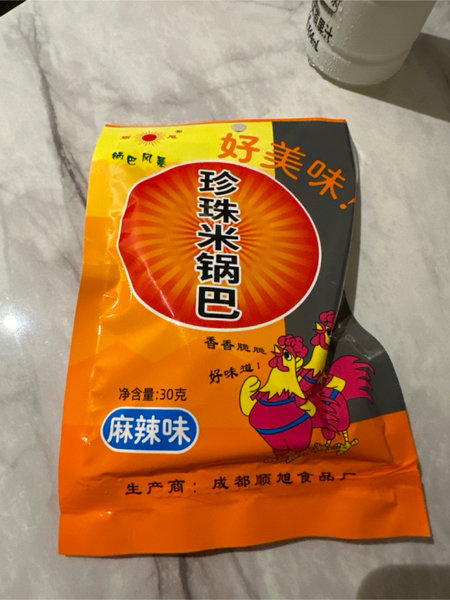 果汁
锅巴风暴
好美味!
珍珠米锅巴
香香脆脆
好味道!
净含量:30克
麻辣味
生产商: 成都顺旭食品厂